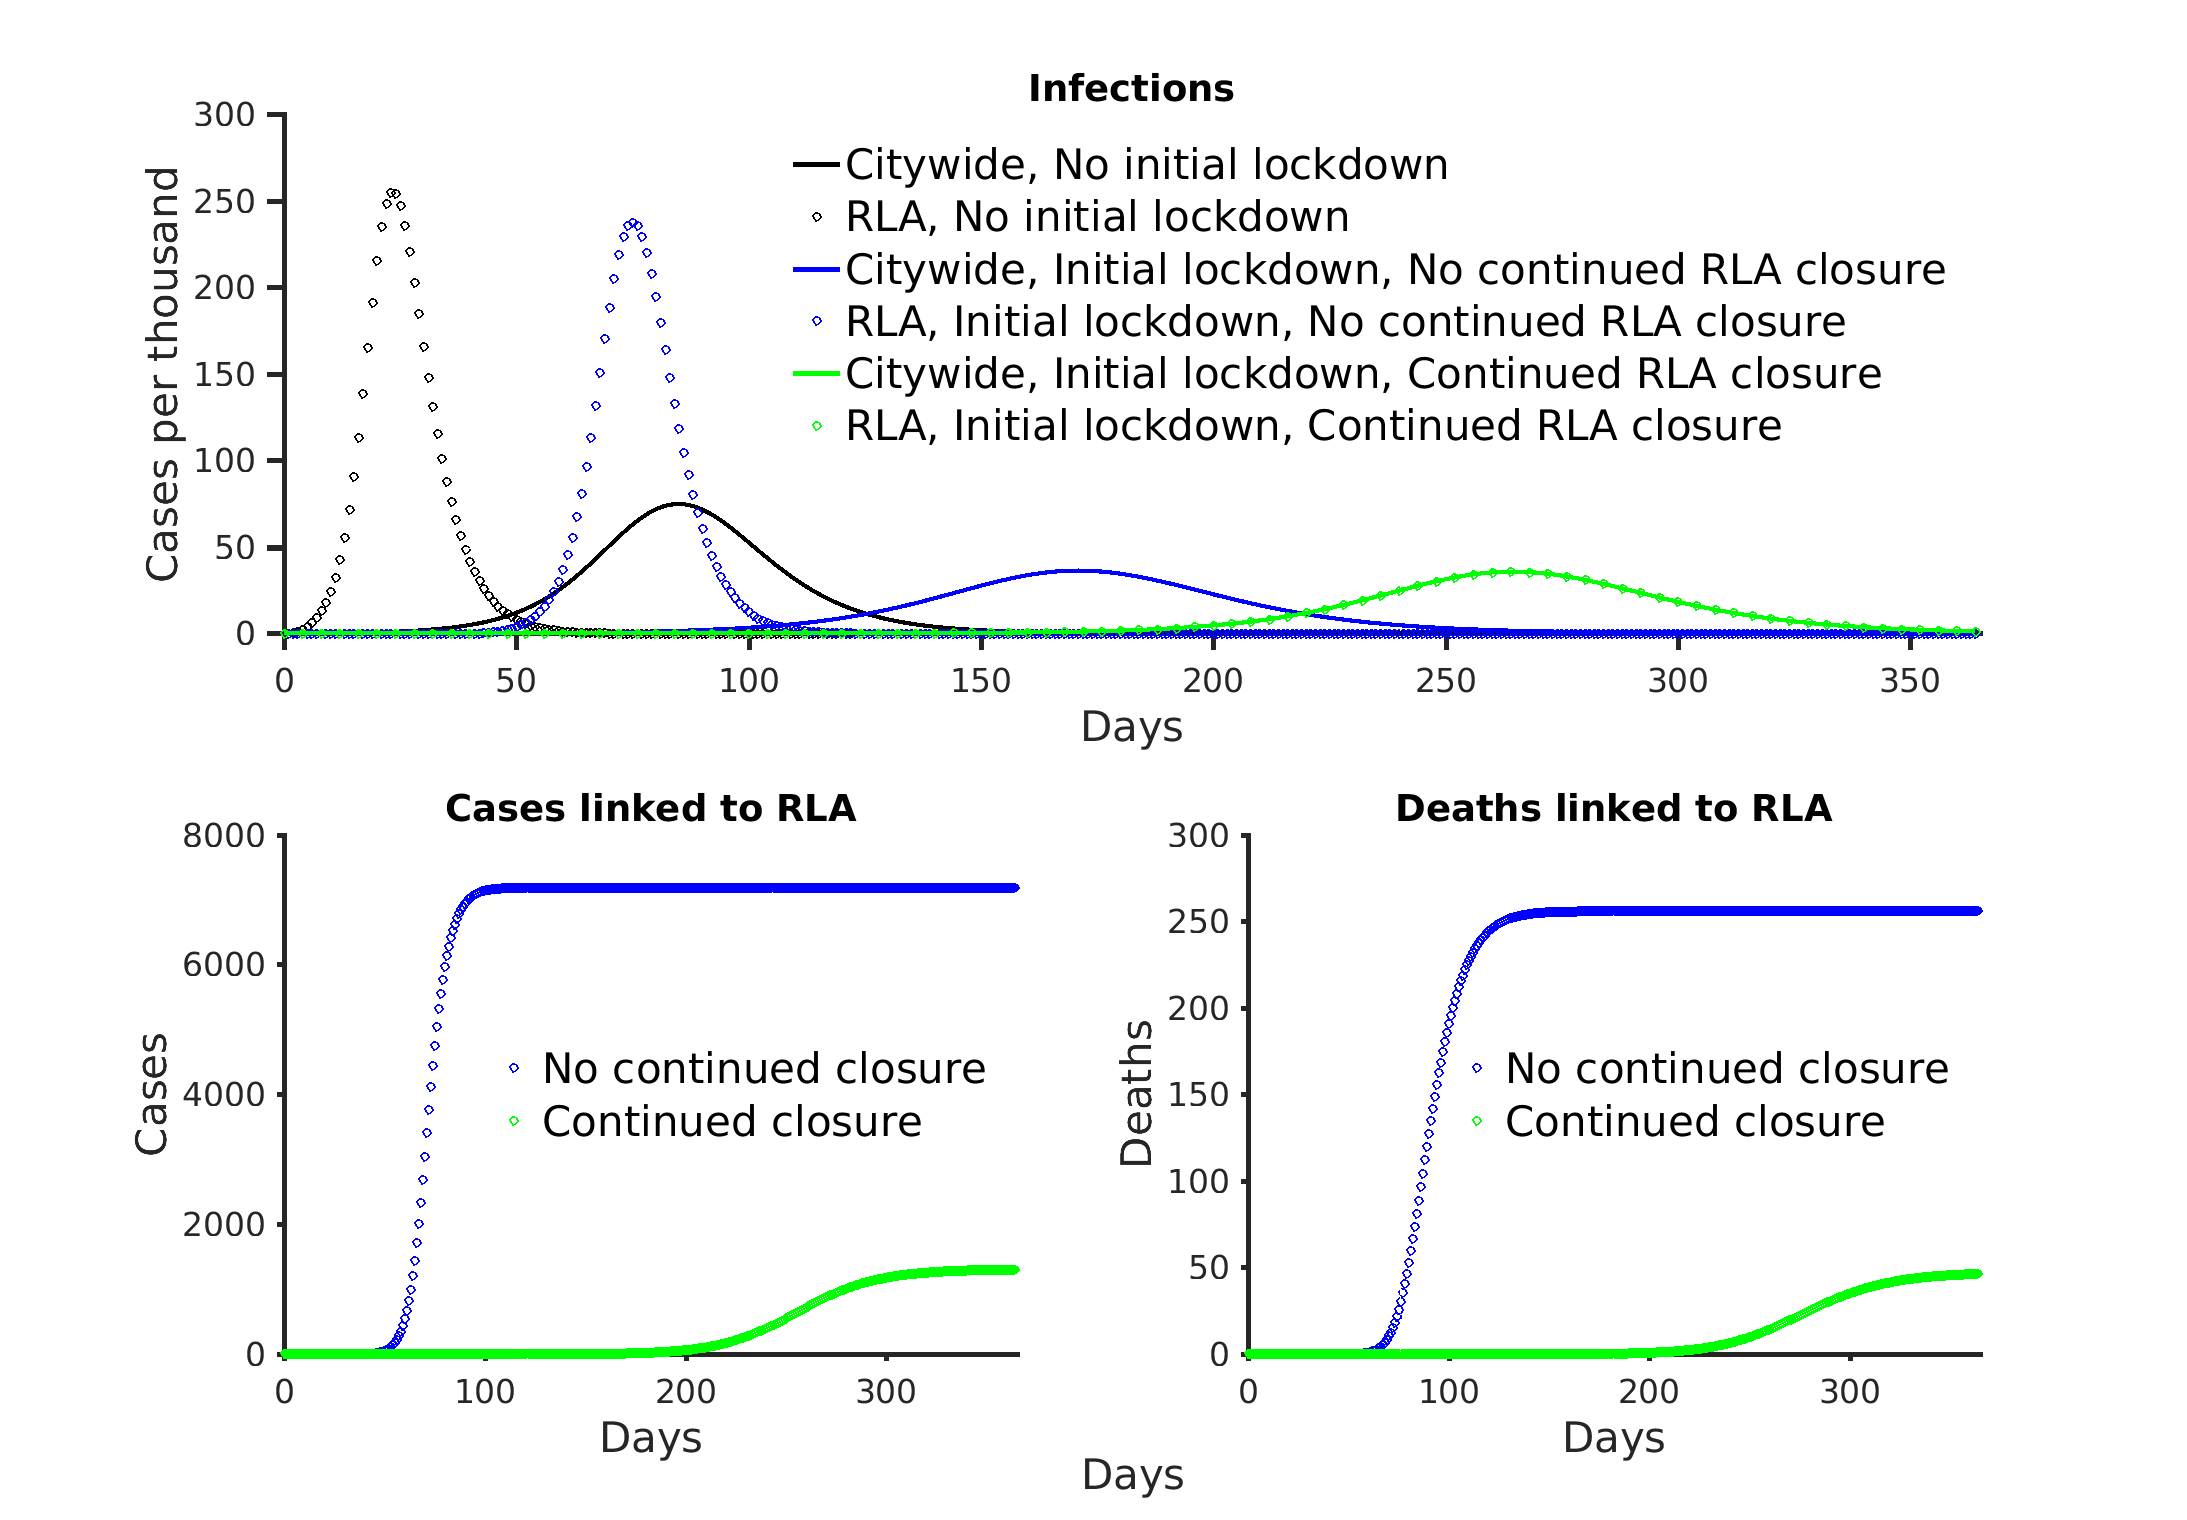 Infections
300
250
200
150
100
50
0
Cases per thousand
Citywide, No initial lockdown
RLA, No initial lockdown
Citywide, Initial lockdown, No continued RLA closure
RLA, Initial lockdown, No continued RLA closure
Citywide, Initial lockdown, Continued RLA closure
RLA, Initial lockdown, Continued RLA closure
0 50 100 150 200 250 300 350
Days
Cases linked to RLA
8000
6000
4000
2000
0
Cases
No continued closure
Continued closure
0 100 200 300
Days
Deaths linked to RLA
300
250
200
150
100
50
0
Deaths
No continued closure
Continued closure
0 100 200 300
Days
Days